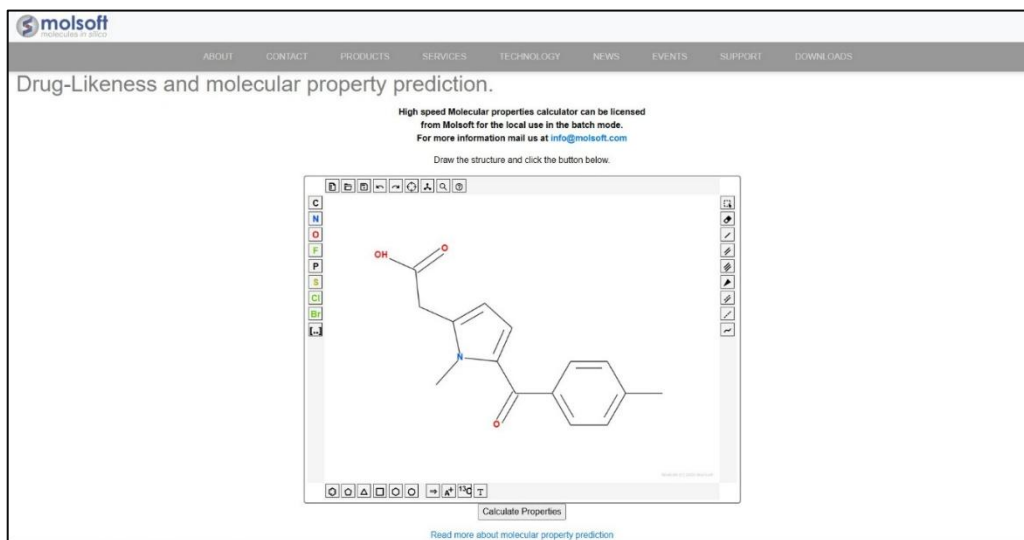 molsoft
molecules in silico
ABOUT CONTACT PRODUCTS SERVICES TECHNOLOGY NEWS EVENTS SUPPORT DOWNLOADS
Drug-Likeness and molecular property prediction.
High speed Molecular properties calculator can be licensed
from Molsoft for the local use in the batch mode.
For more information mail us at info@molsoft.com
Draw the structure and click the button below.
C
N
O
F
P
S
Cl
Br
[..]
OH O
N
O
A+ 13C T
Calculate Properties
Read more about molecular property prediction